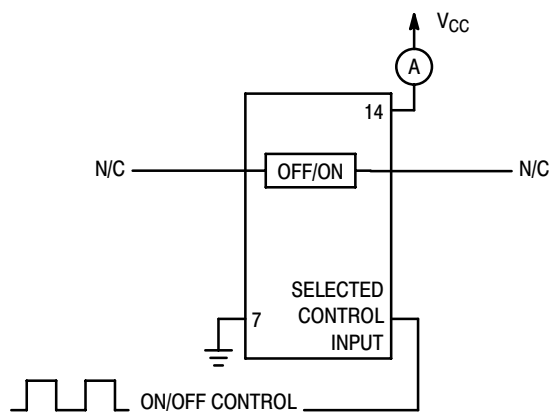 VCC
A
14
N/C
OFF/ON
N/C
7
SELECTED
CONTROL
INPUT
ON/OFF CONTROL